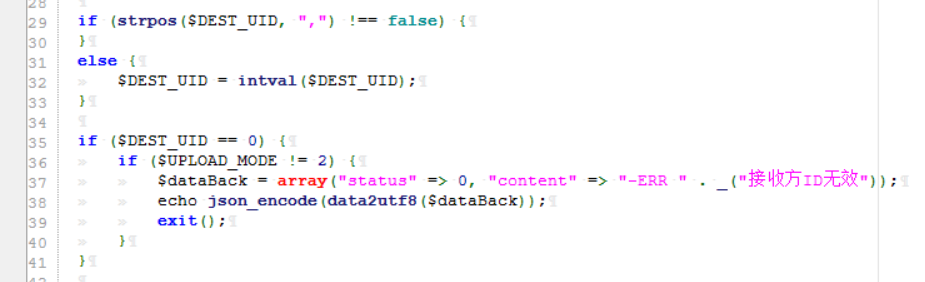 28
29 if (strpos($DEST_UID, ",") !== false) {
30 }
31 else {
32 $DEST_UID = intval($DEST_UID);
33 }
34
35 if ($DEST_UID == 0) {
36 if ($UPLOAD_MODE != 2) {
37 $dataBack = array("status" => 0, "content" => "-ERR " . _("接收方ID无效"));
38 echo json_encode(data2utf8($dataBack));
39 exit();
40 }
41 }